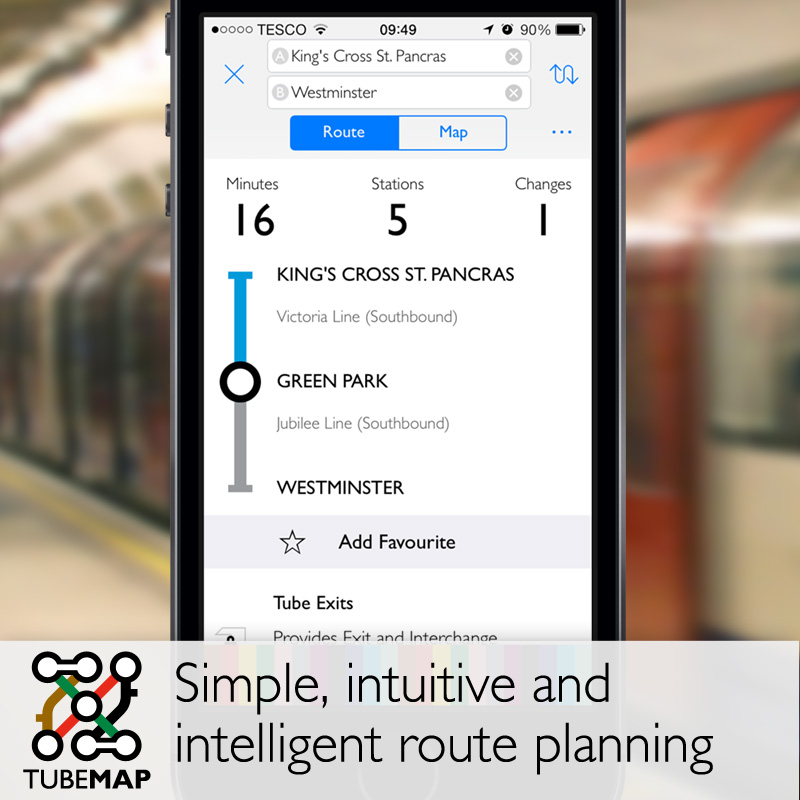 TESCO 09:49 90%
A King's Cross St. Pancras
B Westminster
Route Map
Minutes Stations Changes
16 5 1
KING'S CROSS ST. PANCRAS
Victoria Line (Southbound)
GREEN PARK
Jubilee Line (Southbound)
WESTMINSTER
Add Favourite
Tube Exits
Provides Exit and Interchange
Simple, intuitive and
intelligent route planning
TUBEMAP